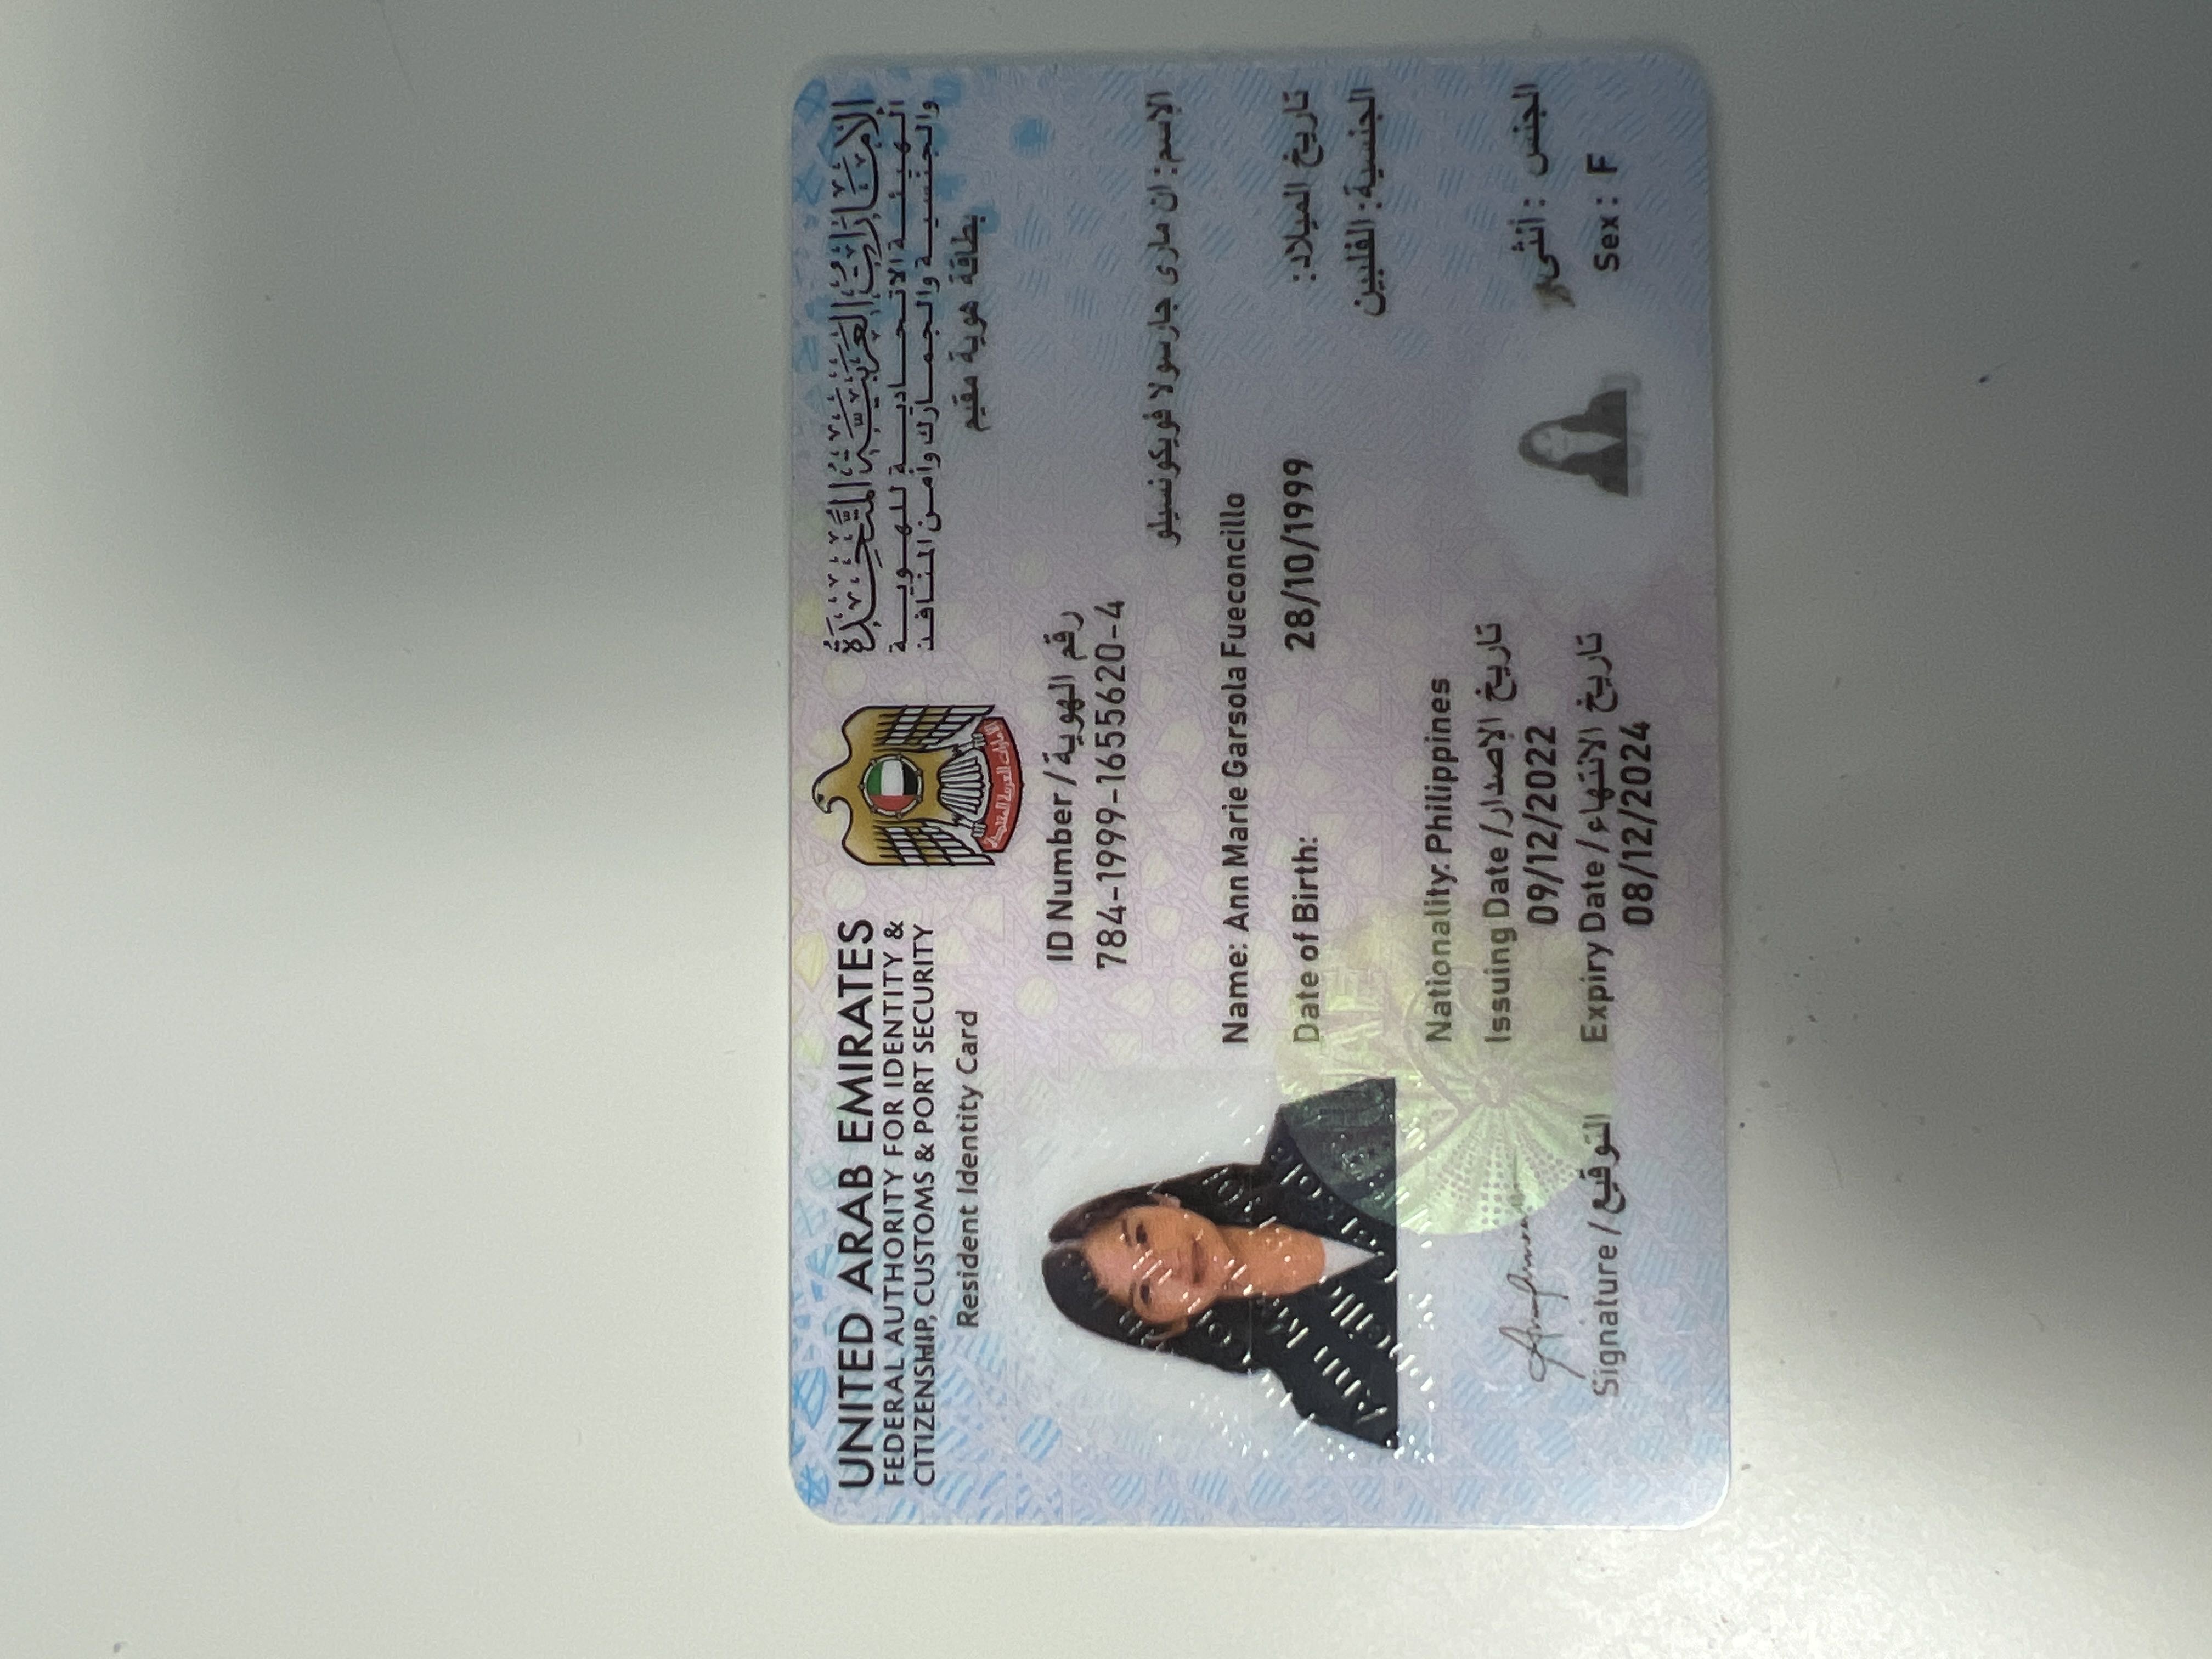 UNITED ARAB EMIRATES
FEDERAL AUTHORITY FOR IDENTITY &
CITIZENSHIP, CUSTOMS & PORT SECURITY
Resident Identity Card
الإمارات العربية المتحدة
الهيئة الاتحادية للهوية
والجنسية والجمارك وأمن المنافذ
بطاقة هوية مقيم
ID Number / رقم الهوية
784-1999-1655620-4
الإسم: ان مارى جارسولا فويكونسيلو
Name: Ann Marie Garsola Fueconcillo
Date of Birth: 28/10/1999 تاريخ الميلاد:
الجنسية: الفلبين
Nationality: Philippines
Issuing Date / تاريخ الإصدار
09/12/2022
Expiry Date / تاريخ الانتهاء
08/12/2024
الجنس : أنثى
Sex : F
Signature / التوقيع